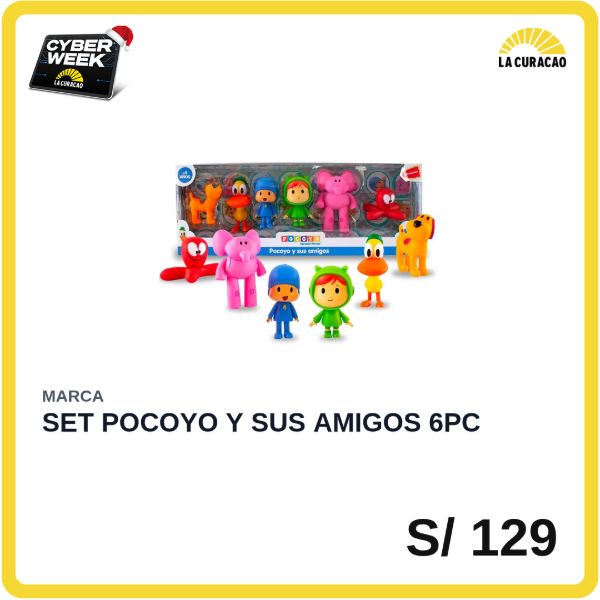 CYBER
WEEK
LA CURACAO
LA CURACAO
POCOYO
Pocoyo y sus amigos
MARCA
SET POCOYO Y SUS AMIGOS 6PC
S/ 129